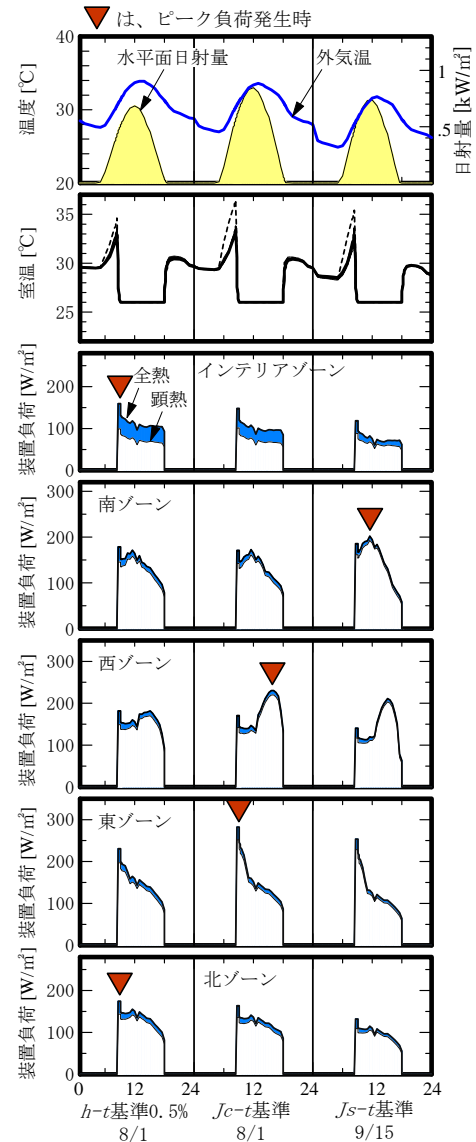 ▼は、ピーク負荷発生時
40
30
20
温度 [℃]
水平面日射量
外気温
1
.5
日射量 [kW/m²]
35
30
25
室温 [℃]
200
100
0
装置負荷 [W/m²]
全熱
顕熱
インテリアゾーン
300
200
100
0
装置負荷 [W/m²]
南ゾーン
300
200
100
0
装置負荷 [W/m²]
西ゾーン
300
200
100
0
装置負荷 [W/m²]
東ゾーン
200
100
0
装置負荷 [W/m²]
北ゾーン
0 12 24 12 24 12 24
h-t基準0.5% Jc-t基準 Js-t基準
8/1 8/1 9/15